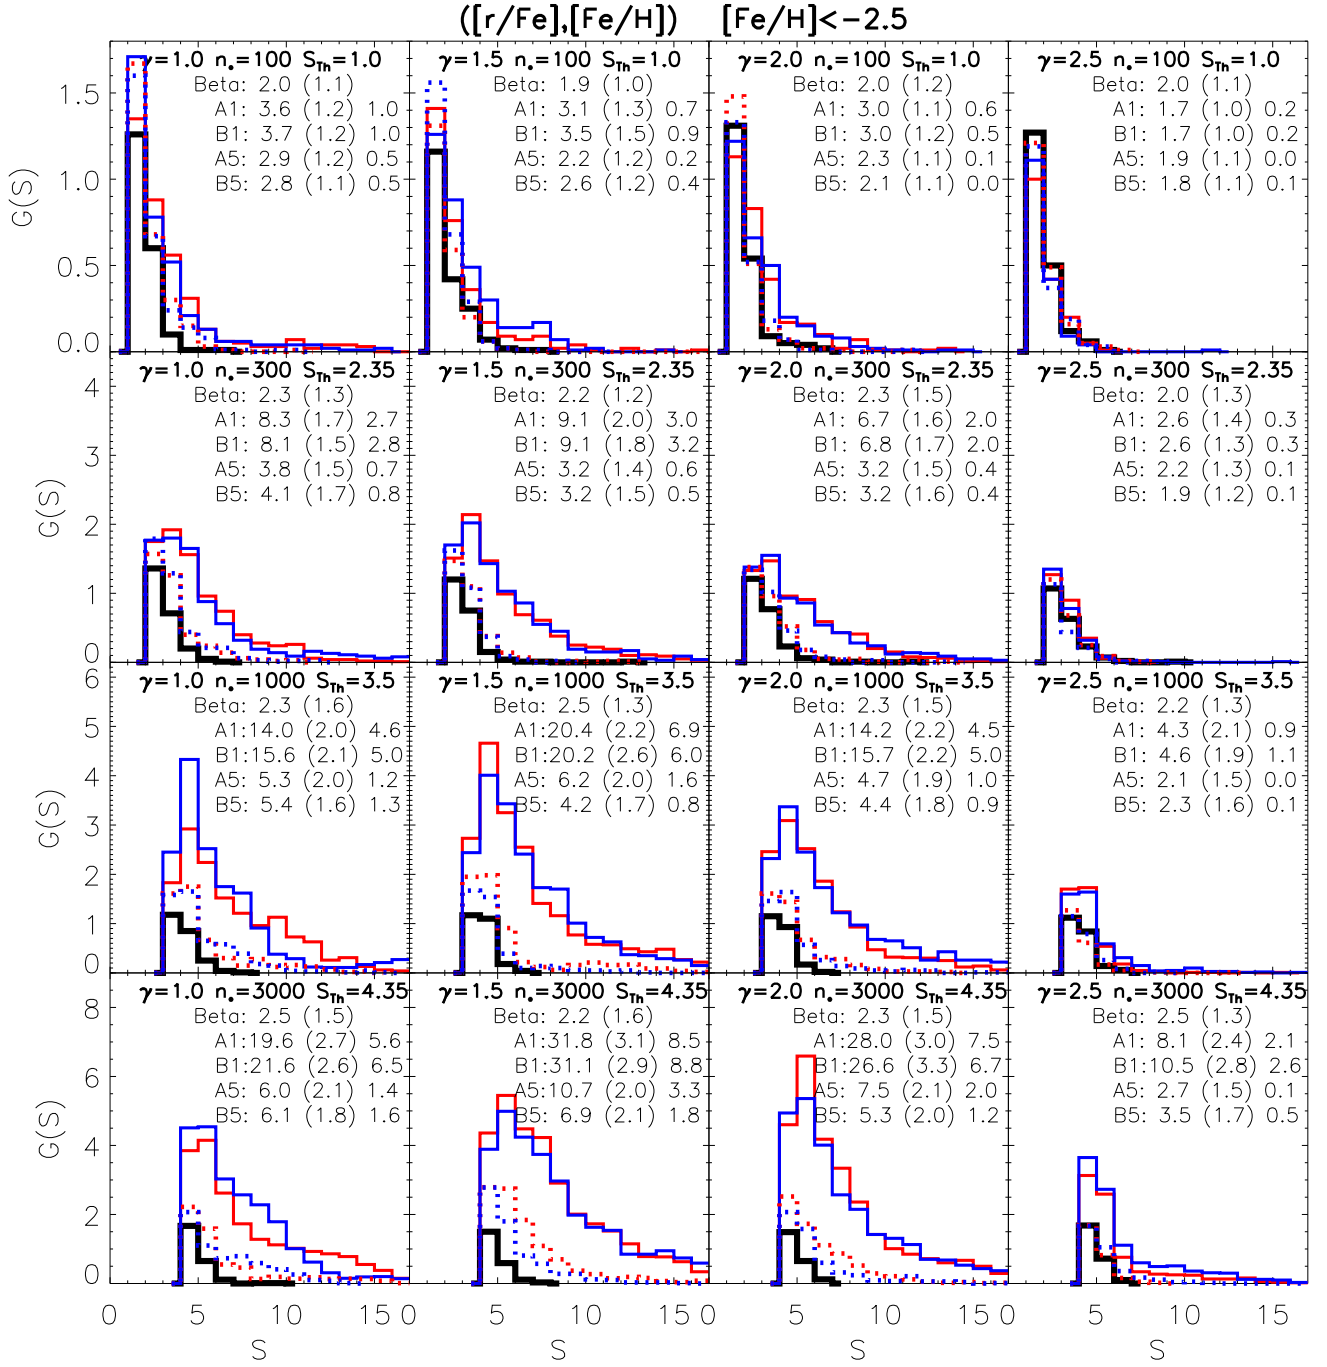 ([r/Fe],[Fe/H]) [Fe/H]<-2.5
γ=1.0 n*=100 S_Th=1.0
Beta: 2.0 (1.1)
A1: 3.6 (1.2) 1.0
B1: 3.7 (1.2) 1.0
A5: 2.9 (1.2) 0.5
B5: 2.8 (1.1) 0.5
γ=1.5 n*=100 S_Th=1.0
Beta: 1.9 (1.0)
A1: 3.1 (1.3) 0.7
B1: 3.5 (1.5) 0.9
A5: 2.2 (1.2) 0.2
B5: 2.6 (1.2) 0.4
γ=2.0 n*=100 S_Th=1.0
Beta: 2.0 (1.2)
A1: 3.0 (1.1) 0.6
B1: 3.0 (1.2) 0.5
A5: 2.3 (1.1) 0.1
B5: 2.1 (1.1) 0.0
γ=2.5 n*=100 S_Th=1.0
Beta: 2.0 (1.1)
A1: 1.7 (1.0) 0.2
B1: 1.7 (1.0) 0.2
A5: 1.9 (1.1) 0.0
B5: 1.8 (1.1) 0.1
G(S)
1.5
1.0
0.5
0.0
γ=1.0 n*=300 S_Th=2.35
Beta: 2.3 (1.3)
A1: 8.3 (1.7) 2.7
B1: 8.1 (1.5) 2.8
A5: 3.8 (1.5) 0.7
B5: 4.1 (1.7) 0.8
γ=1.5 n*=300 S_Th=2.35
Beta: 2.2 (1.2)
A1: 9.1 (2.0) 3.0
B1: 9.1 (1.8) 3.2
A5: 3.2 (1.4) 0.6
B5: 3.2 (1.5) 0.5
γ=2.0 n*=300 S_Th=2.35
Beta: 2.3 (1.5)
A1: 6.7 (1.6) 2.0
B1: 6.8 (1.7) 2.0
A5: 3.2 (1.5) 0.4
B5: 3.2 (1.6) 0.4
γ=2.5 n*=300 S_Th=2.35
Beta: 2.0 (1.3)
A1: 2.6 (1.4) 0.3
B1: 2.6 (1.3) 0.3
A5: 2.2 (1.3) 0.1
B5: 1.9 (1.2) 0.1
G(S)
4
3
2
1
0
γ=1.0 n*=1000 S_Th=3.5
Beta: 2.3 (1.6)
A1:14.0 (2.0) 4.6
B1:15.6 (2.1) 5.0
A5: 5.3 (2.0) 1.2
B5: 5.4 (1.6) 1.3
γ=1.5 n*=1000 S_Th=3.5
Beta: 2.5 (1.3)
A1:20.4 (2.2) 6.9
B1:20.2 (2.6) 6.0
A5: 6.2 (2.0) 1.6
B5: 4.2 (1.7) 0.8
γ=2.0 n*=1000 S_Th=3.5
Beta: 2.3 (1.5)
A1:14.2 (2.2) 4.5
B1:15.7 (2.2) 5.0
A5: 4.7 (1.9) 1.0
B5: 4.4 (1.8) 0.9
γ=2.5 n*=1000 S_Th=3.5
Beta: 2.2 (1.3)
A1: 4.3 (2.1) 0.9
B1: 4.6 (1.9) 1.1
A5: 2.1 (1.5) 0.0
B5: 2.3 (1.6) 0.1
G(S)
6
5
4
3
2
1
0
γ=1.0 n*=3000 S_Th=4.35
Beta: 2.5 (1.5)
A1:19.6 (2.7) 5.6
B1:21.6 (2.6) 6.5
A5: 6.0 (2.1) 1.4
B5: 6.1 (1.8) 1.6
γ=1.5 n*=3000 S_Th=4.35
Beta: 2.2 (1.6)
A1:31.8 (3.1) 8.5
B1:31.1 (2.9) 8.8
A5:10.7 (2.0) 3.3
B5: 6.9 (2.1) 1.8
γ=2.0 n*=3000 S_Th=4.35
Beta: 2.3 (1.5)
A1:28.0 (3.0) 7.5
B1:26.6 (3.3) 6.7
A5: 7.5 (2.1) 2.0
B5: 5.3 (2.0) 1.2
γ=2.5 n*=3000 S_Th=4.35
Beta: 2.5 (1.3)
A1: 8.1 (2.4) 2.1
B1:10.5 (2.8) 2.6
A5: 2.7 (1.5) 0.1
B5: 3.5 (1.7) 0.5
G(S)
8
6
4
2
0
0 5 10 15 5 10 15 0 5 10 15 5 10 15
S S S S